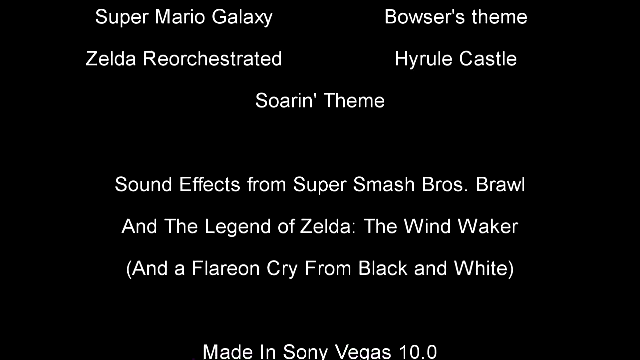 Super Mario Galaxy Bowser's theme
Zelda Reorchestrated Hyrule Castle
Soarin' Theme
Sound Effects from Super Smash Bros. Brawl
And The Legend of Zelda: The Wind Waker
(And a Flareon Cry From Black and White)
Made In Sony Vegas 10.0